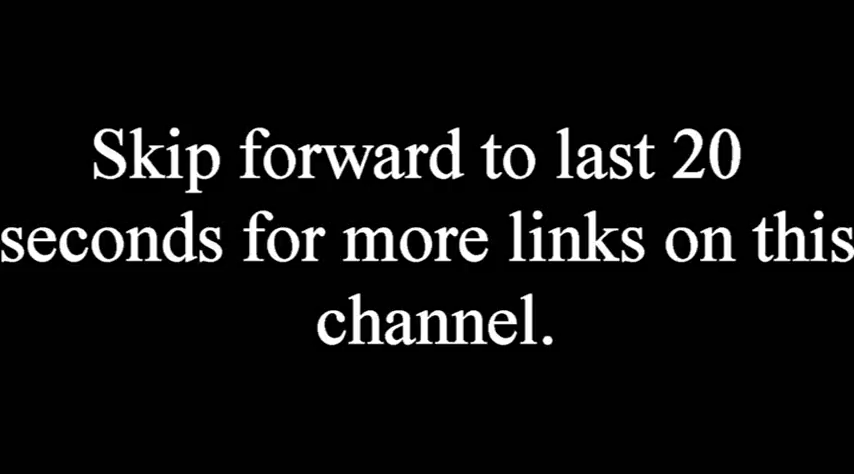 Skip forward to last 20
seconds for more links on this
channel.